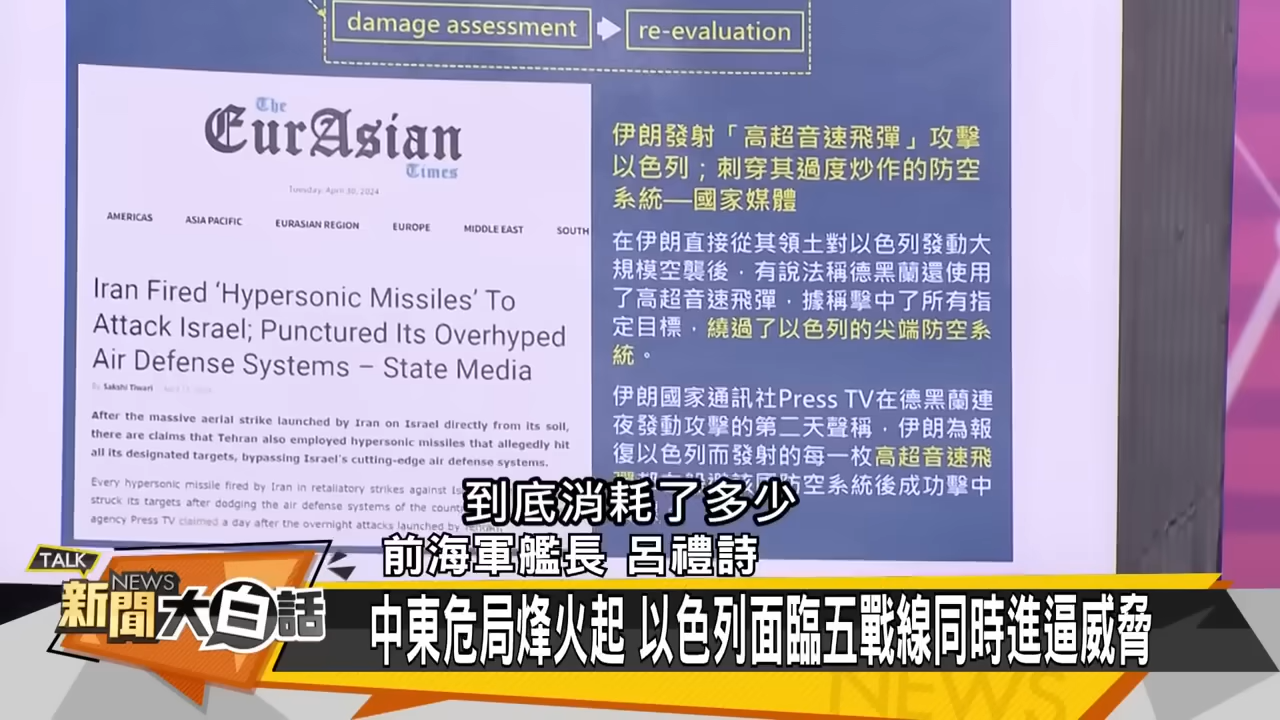 damage assessment
re-evaluation
The
EurAsian
Times
Tuesday, April 30, 2024
AMERICAS ASIA PACIFIC EURASIAN REGION EUROPE MIDDLE EAST SOUTH
Iran Fired ‘Hypersonic Missiles’ To
Attack Israel; Punctured Its Overhyped
Air Defense Systems – State Media
By Sakshi Tiwari
After the massive aerial strike launched by Iran on Israel directly from its soil,
there are claims that Tehran also employed hypersonic missiles that allegedly hit
all its designated targets, bypassing Israel's cutting-edge air defense systems.
Every hypersonic missile fired by Iran in retaliatory strikes against
struck its targets after dodging the air defense systems of the
agency Press TV claimed a day after the overnight attacks launched by
伊朗發射「高超音速飛彈」攻擊
以色列；刺穿其過度炒作的防空
系統—國家媒體
在伊朗直接從其領土對以色列發動大
規模空襲後，有說法稱德黑蘭還使用
了高超音速飛彈，據稱擊中了所有指
定目標，繞過了以色列的尖端防空系
統。
伊朗國家通訊社Press TV在德黑蘭連
夜發動攻擊的第二天聲稱，伊朗為報
復以色列而發射的每一枚高超音速飛
防空系統後成功擊中
到底消耗了多少
前海軍艦長 呂禮詩
TALK
NEWS
新聞大白話
中東危局烽火起 以色列面臨五戰線同時進逼威脅
NEWS